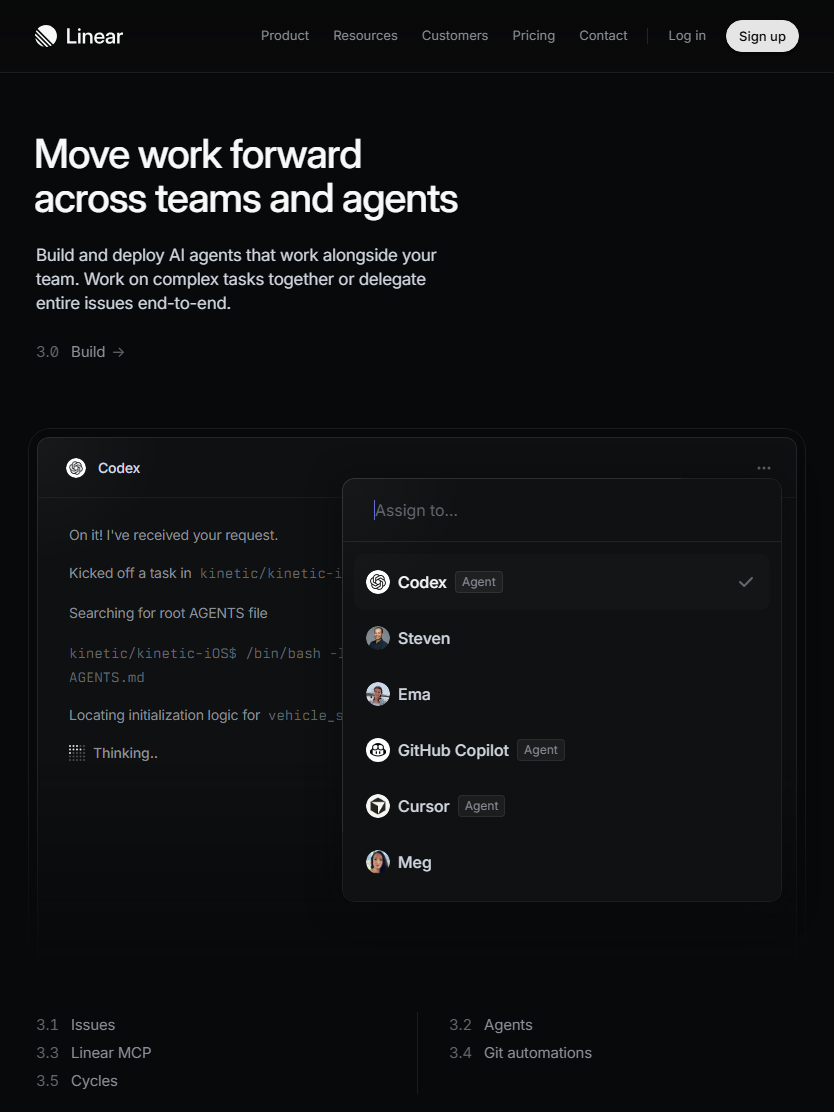 Linear
Product
Resources
Customers
Pricing
Contact
Log in
Sign up
Move work forward
across teams and agents
Build and deploy AI agents that work alongside your
team. Work on complex tasks together or delegate
entire issues end-to-end.
3.0 Build →
Codex
On it! I've received your request.
Kicked off a task in kinetic/kinetic-i
Searching for root AGENTS file
kinetic/kinetic-iOS$ /bin/bash -
AGENTS.md
Locating initialization logic for vehicle_s
Thinking..
Assign to...
Codex Agent
Steven
Ema
GitHub Copilot Agent
Cursor Agent
Meg
3.1 Issues
3.2 Agents
3.3 Linear MCP
3.4 Git automations
3.5 Cycles